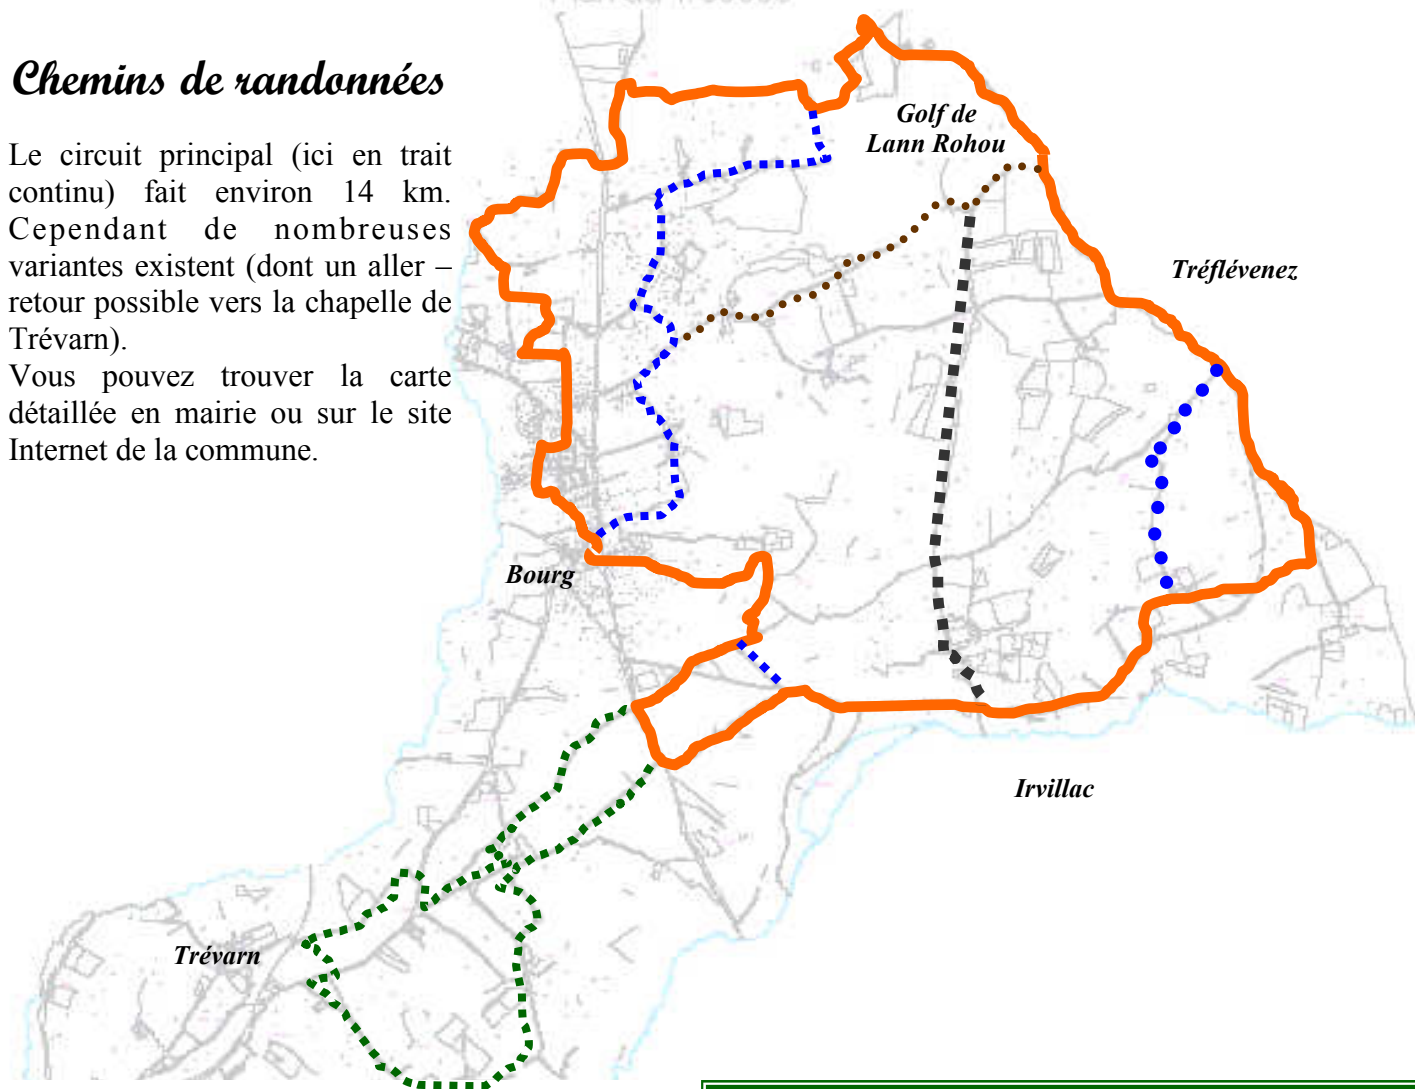 Chemins de randonnées
Le circuit principal (ici en trait
continu) fait environ 14 km.
Cependant de nombreuses
variantes existent (dont un aller –
retour possible vers la chapelle de
Trévarn).
Vous pouvez trouver la carte
détaillée en mairie ou sur le site
Internet de la commune.
Golf de
Lann Rohou
Tréflévenez
Bourg
Irvillac
Trévarn